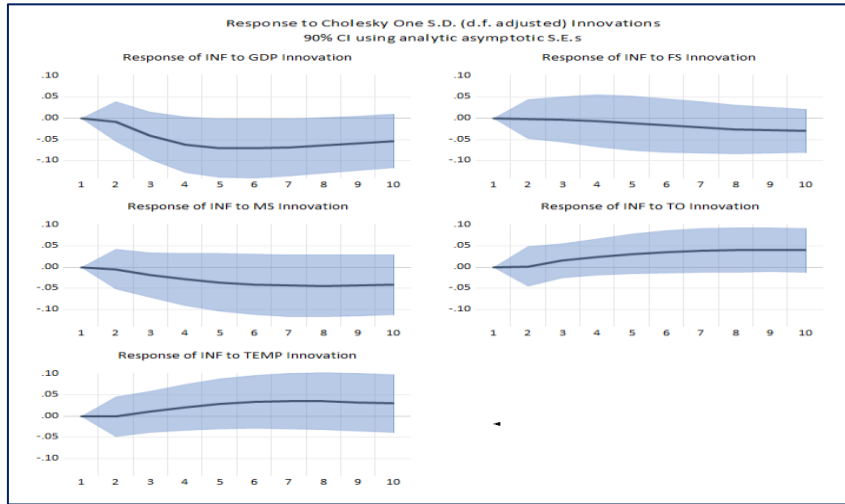 Response to Cholesky One S.D. (d.f. adjusted) Innovations
90% CI using analytic asymptotic S.E.s
Response of INF to GDP Innovation
.10
.05
.00
-.05
-.10
1 2 3 4 5 6 7 8 9 10
Response of INF to FS Innovation
.10
.05
.00
-.05
-.10
1 2 3 4 5 6 7 8 9 10
Response of INF to MS Innovation
.10
.05
.00
-.05
-.10
1 2 3 4 5 6 7 8 9 10
Response of INF to TO Innovation
.10
.05
.00
-.05
-.10
1 2 3 4 5 6 7 8 9 10
Response of INF to TEMP Innovation
.10
.05
.00
-.05
-.10
1 2 3 4 5 6 7 8 9 10